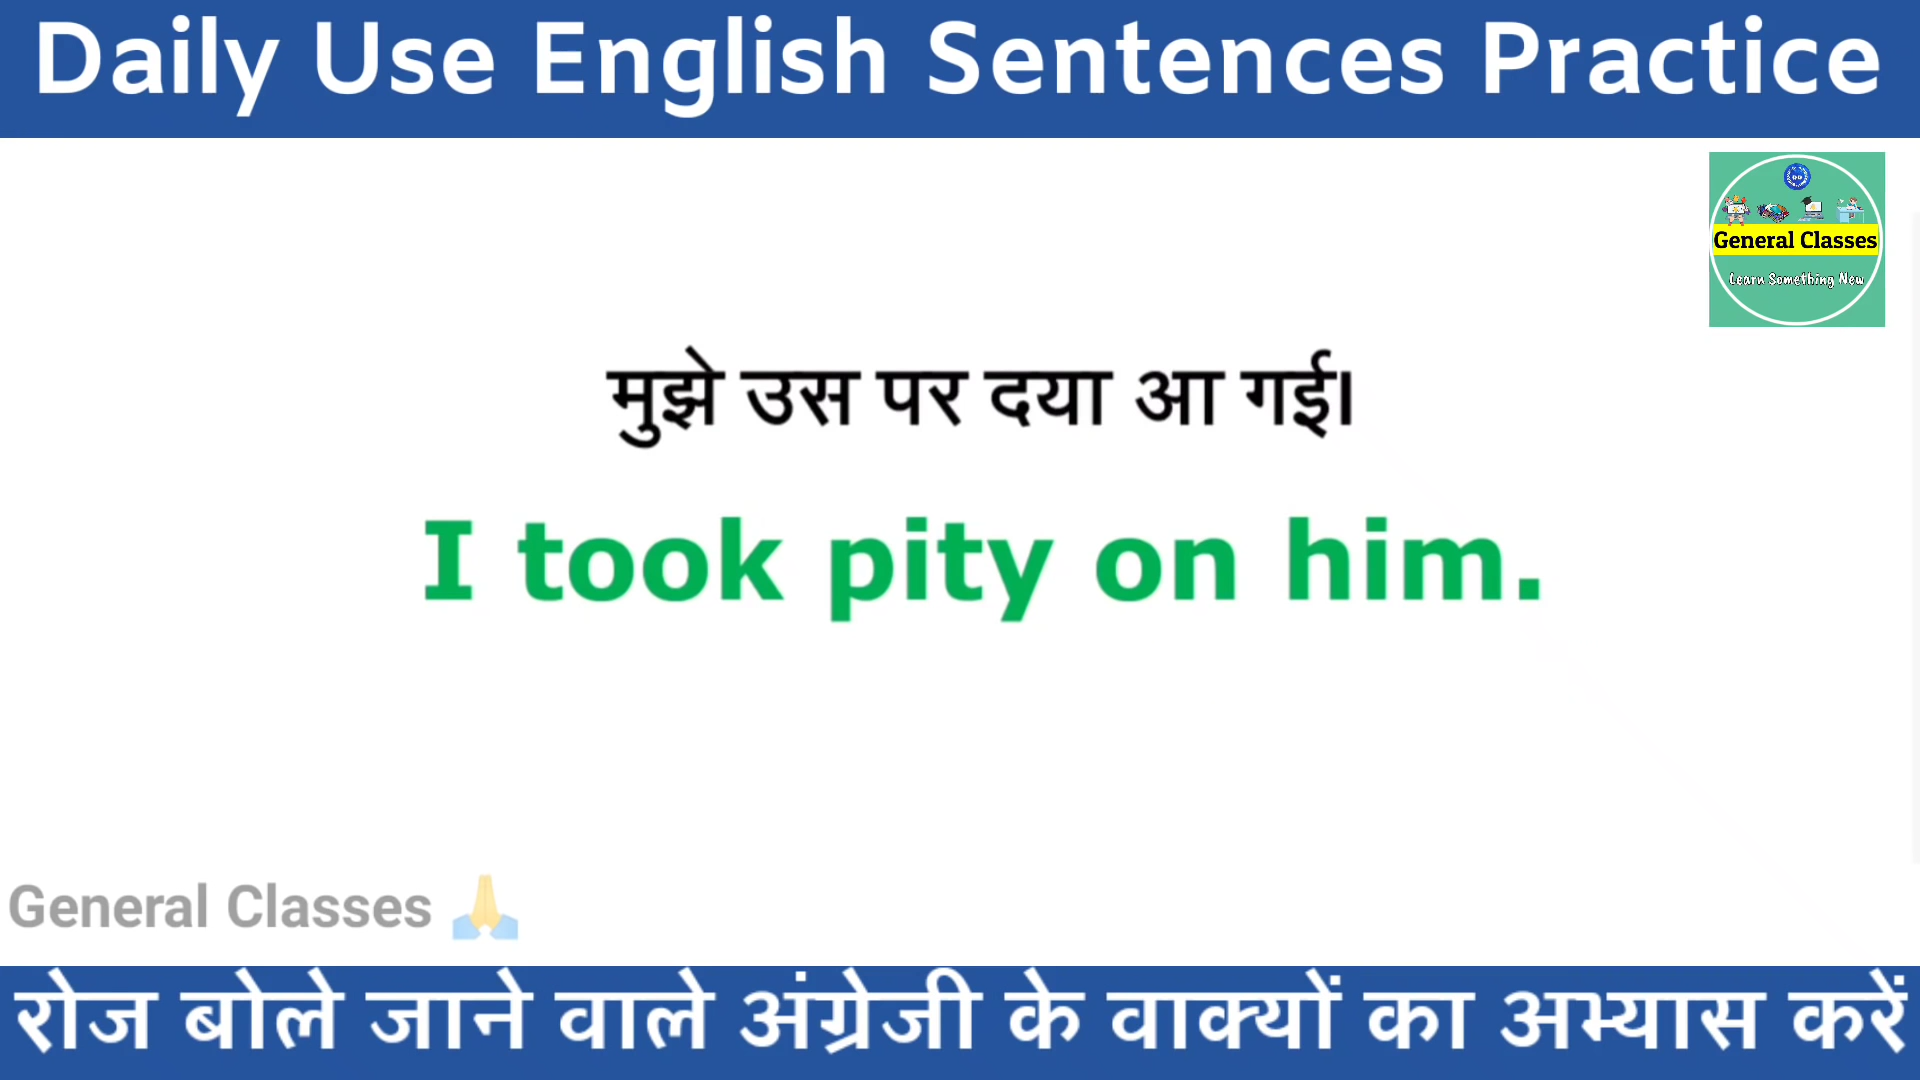 Daily Use English Sentences Practice
General Classes
Learn Something New
मुझे उस पर दया आ गई।
I took pity on him.
General Classes 🙏
रोज बोले जाने वाले अंग्रेजी के वाक्यों का अभ्यास करें